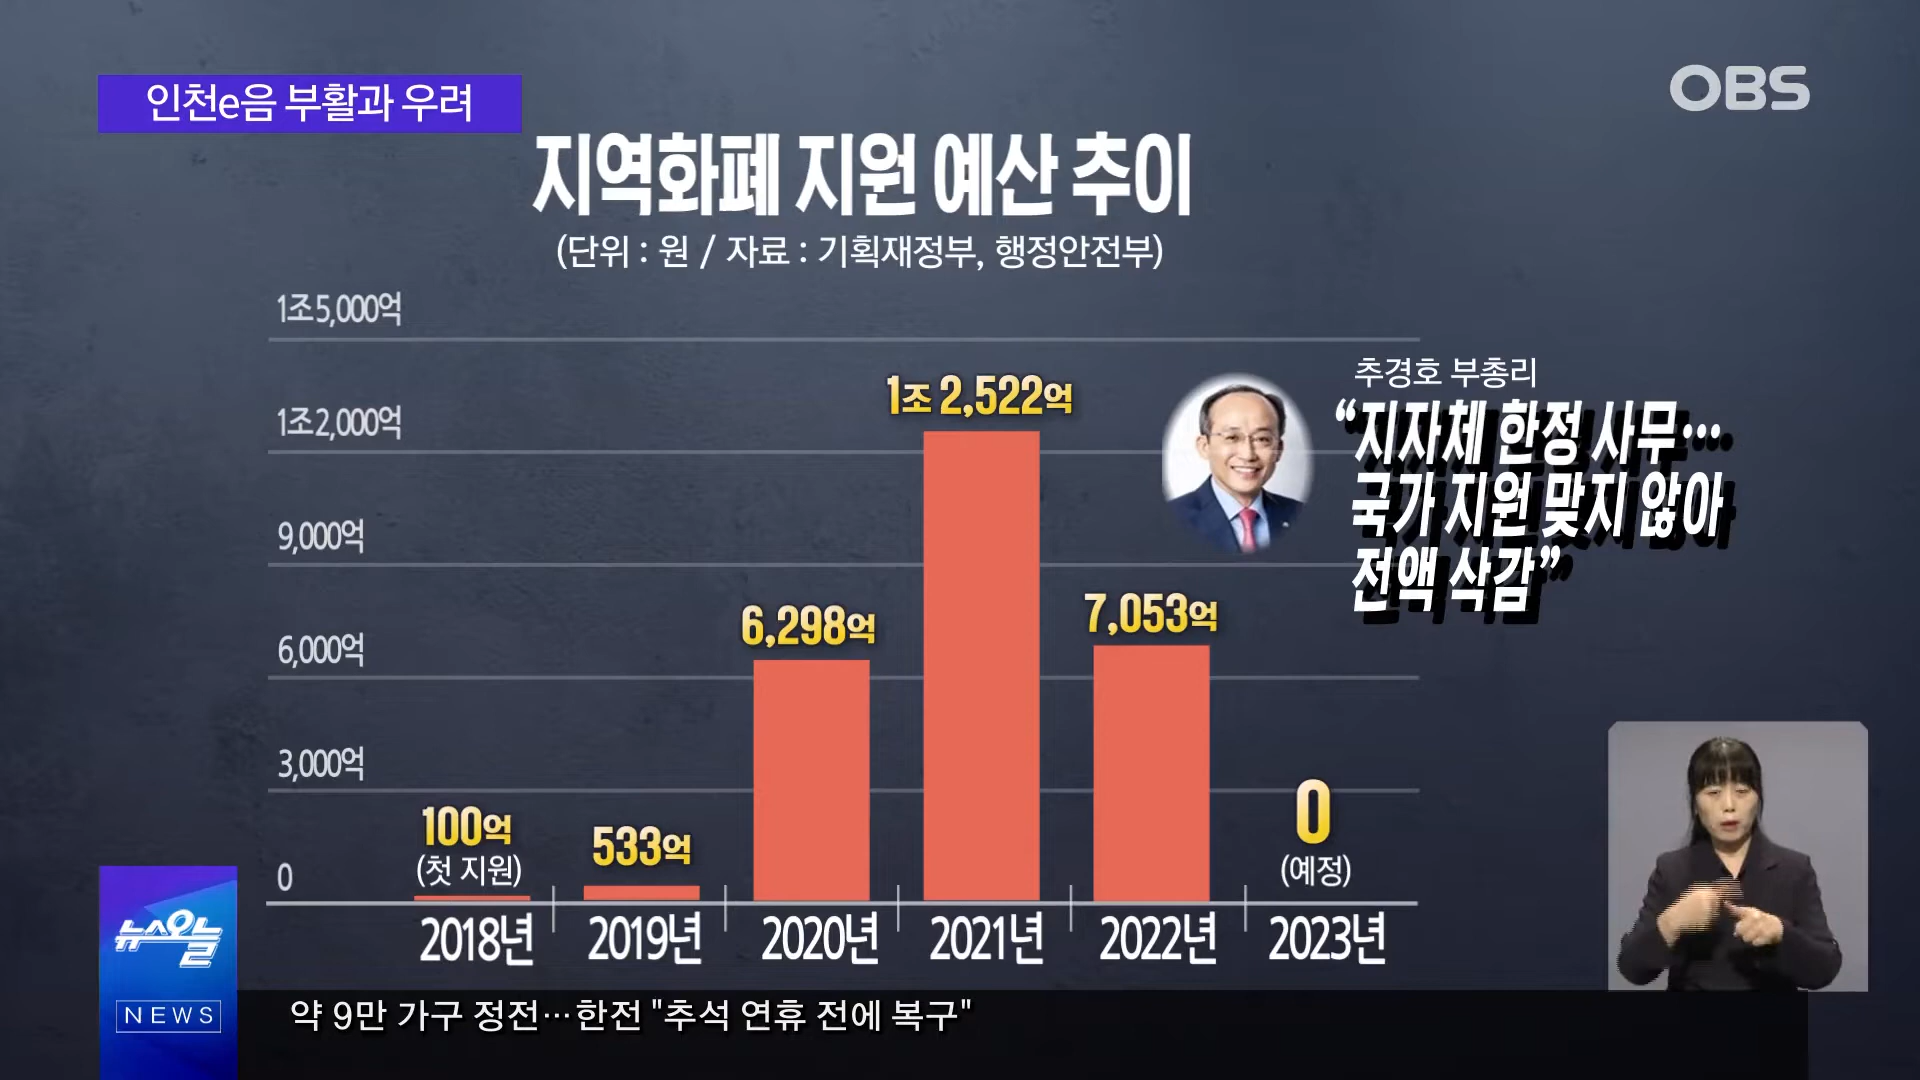 인천e음 부활과 우려
OBS
지역화폐 지원 예산 추이
(단위 : 원 / 자료 : 기획재정부, 행정안전부)
1조 5,000억
1조 2,000억
9,000억
6,000억
3,000억
0
100억
(첫 지원)
533억
6,298억
1조 2,522억
7,053억
0
(예정)
2018년
2019년
2020년
2021년
2022년
2023년
추경호 부총리
“지자체 한정 사무…
국가 지원 맞지 않아
전액 삭감”
뉴스오늘
NEWS
약 9만 가구 정전…한전 "추석 연휴 전에 복구"